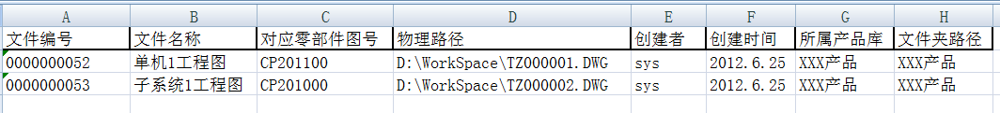 A B C D E F G H
文件编号 文件名称 对应零部件图号 物理路径 创建者 创建时间 所属产品库 文件夹路径
0000000052 单机1工程图 CP201100 D:\WorkSpace\TZ000001.DWG sys 2012.6.25 XXX产品 XXX产品
0000000053 子系统1工程图 CP201000 D:\WorkSpace\TZ000002.DWG sys 2012.6.25 XXX产品 XXX产品